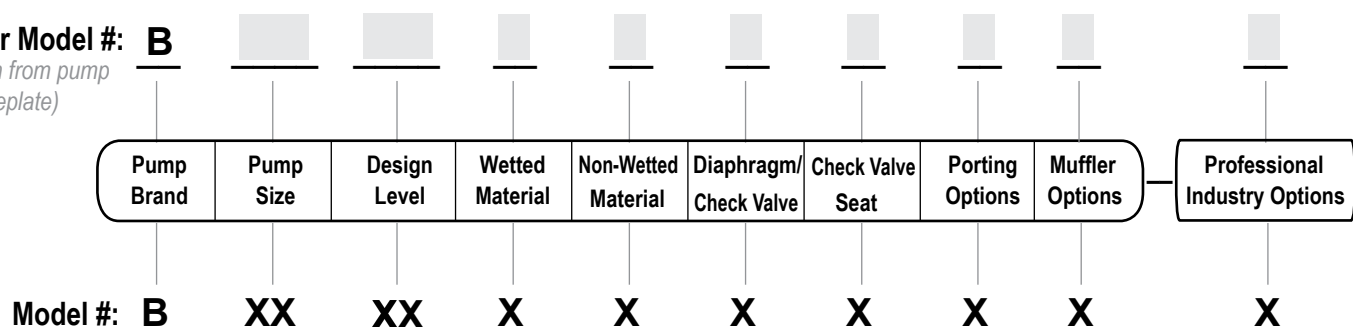 r Model #: B
from pump
eplate)
Pump Brand
Pump Size
Design Level
Wetted Material
Non-Wetted Material
Diaphragm/ Check Valve
Check Valve Seat
Porting Options
Muffler Options
Professional Industry Options
Model #: B XX XX X X X X X X X